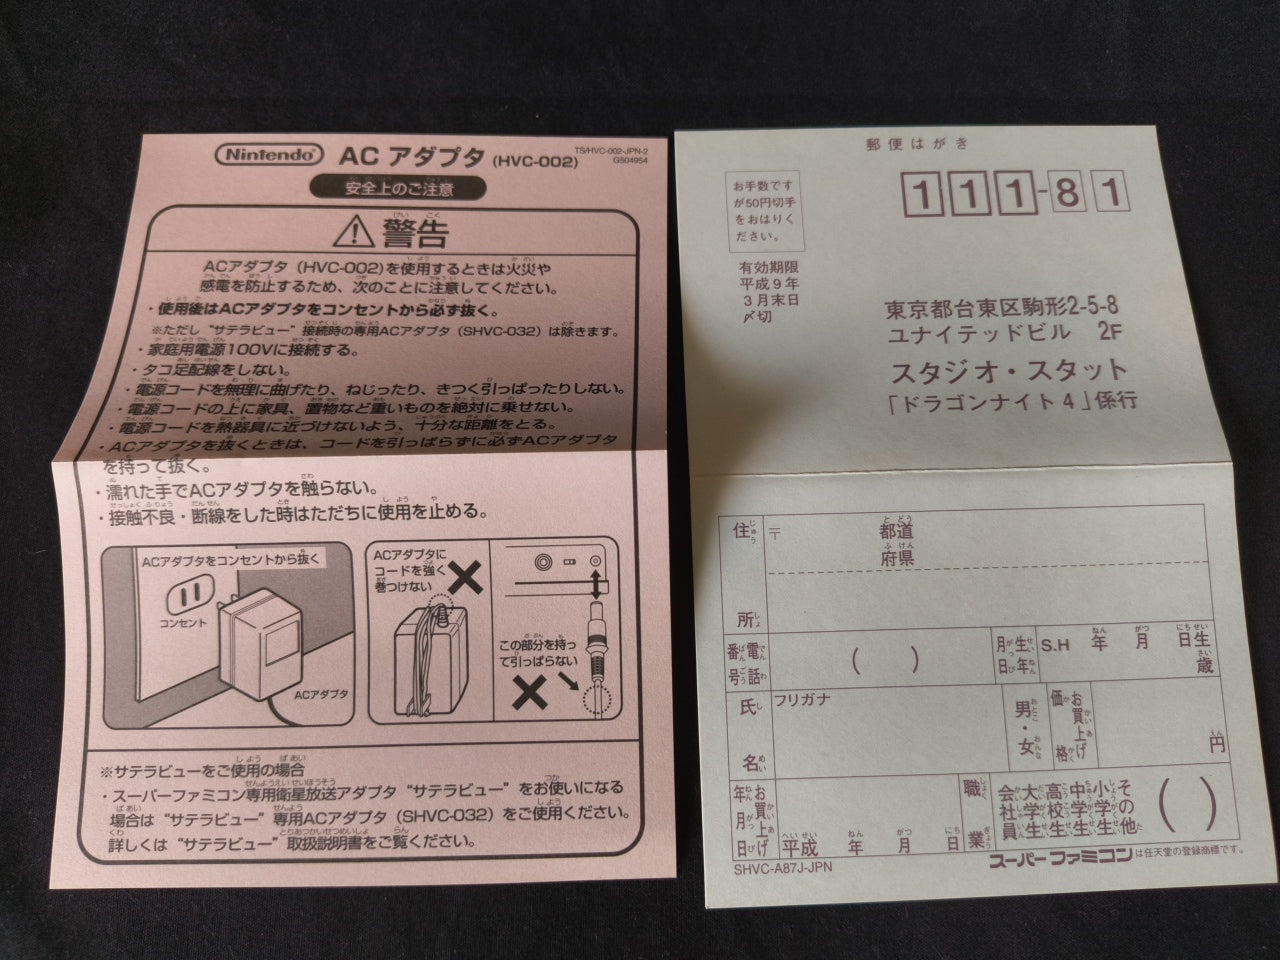 Nintendo
ACアダプタ(HVC-002)
TS/HVC-002-JPN-2
G504954
安全上のご注意
警告
ACアダプタ(HVC-002)を使用するときは火災や
感電を防止するため、次のことに注意してください。
・使用後はACアダプタをコンセントから必ず抜く。
※ただし“サテラビュー”接続時の専用ACアダプタ(SHVC-032)は除きます。
・家庭用電源100Vに接続する。
・タコ足配線をしない。
・電源コードを無理に曲げたり、ねじったり、きつく引っぱったりしない。
・電源コードの上に家具、置物など重いものを絶対に乗せない。
・電源コードを熱器具に近づけないよう、十分な距離をとる。
・ACアダプタを抜くときは、コードを引っぱらずに必ずACアダプタ
を持って抜く。
・濡れた手でACアダプタを触らない。
・接触不良・断線をした時はただちに使用を止める。
ACアダプタをコンセントから抜く
コンセント
ACアダプタ
ACアダプタに
コードを強く
巻つけない
この部分を持っ
て引っぱらない
※サテラビューをご使用の場合
・スーパーファミコン専用衛星放送アダプタ“サテラビュー”をお使いになる
場合は“サテラビュー”専用ACアダプタ(SHVC-032)をご使用ください。
詳しくは“サテラビュー”取扱説明書をご覧ください。
郵便はがき
111-81
お手数です
が50円切手
をおはりく
ださい。
有効期限
平成9年
3月末日
〆切
東京都台東区駒形2-5-8
ユナイテッドビル 2F
スタジオ・スタット
「ドラゴンナイト4」係行
住所
〒
都道
府県
電話番号
( )
生年月日
S.H 年 月 日生
歳
氏名
フリガナ
男・女
お買上げ価格
円
お買上げ年月日
平成 年 月 日
職業
会社員
大学生
高校生
中学生
小学生
その他
( )
SHVC-A87J-JPN
スーパーファミコンは任天堂の登録商標です。